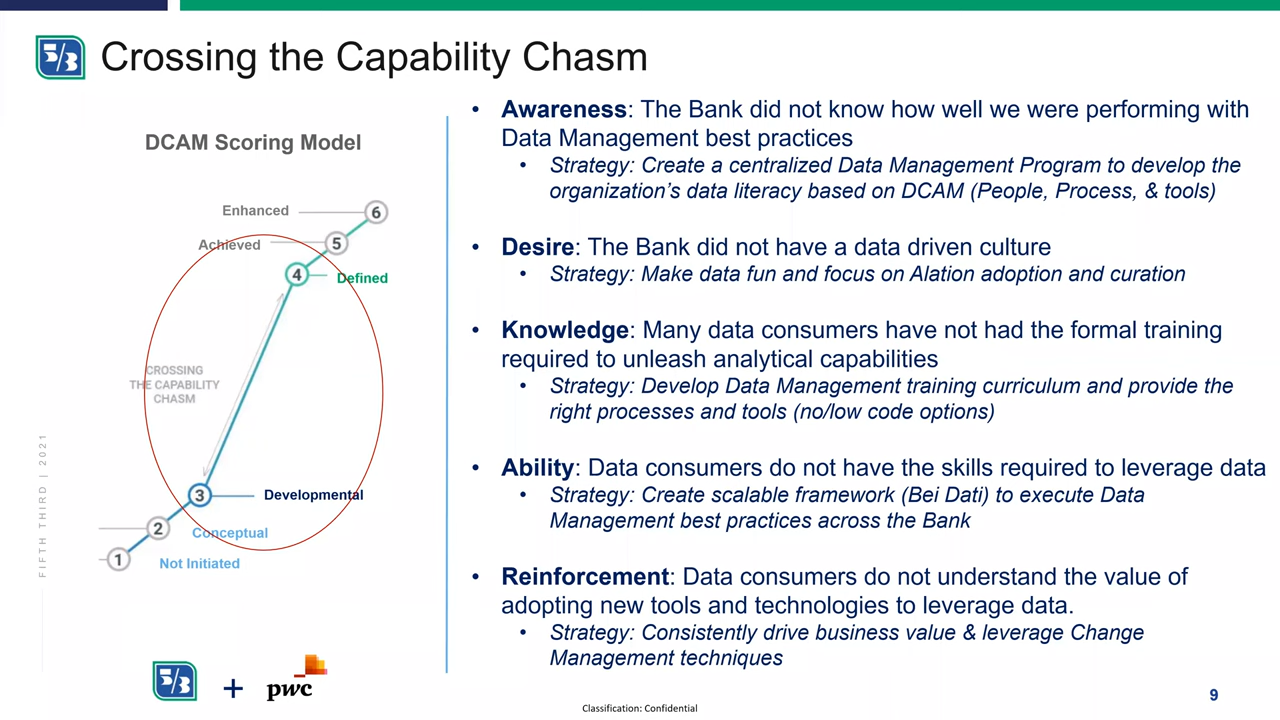 5/3 Crossing the Capability Chasm
DCAM Scoring Model
Enhanced
6
Achieved
5
4
Defined
CROSSING
THE CAPABILITY
CHASM
3
Developmental
2
Conceptual
1
Not Initiated
FIFTH THIRD | 2021
5/3 + pwc
• Awareness: The Bank did not know how well we were performing with
Data Management best practices
• Strategy: Create a centralized Data Management Program to develop the
organization’s data literacy based on DCAM (People, Process, & tools)
• Desire: The Bank did not have a data driven culture
• Strategy: Make data fun and focus on Alation adoption and curation
• Knowledge: Many data consumers have not had the formal training
required to unleash analytical capabilities
• Strategy: Develop Data Management training curriculum and provide the
right processes and tools (no/low code options)
• Ability: Data consumers do not have the skills required to leverage data
• Strategy: Create scalable framework (Bei Dati) to execute Data
Management best practices across the Bank
• Reinforcement: Data consumers do not understand the value of
adopting new tools and technologies to leverage data.
• Strategy: Consistently drive business value & leverage Change
Management techniques
Classification: Confidential
9